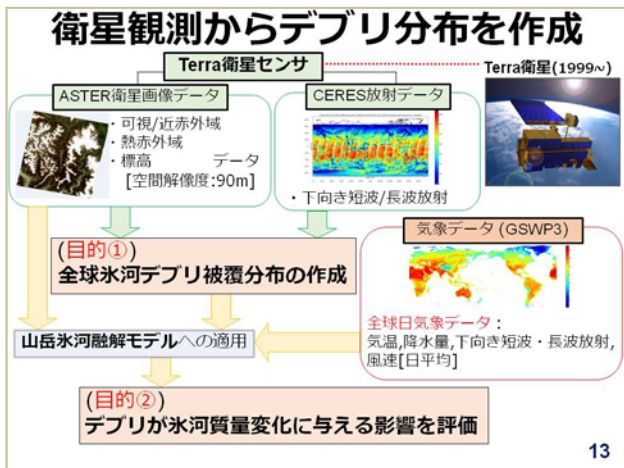 衛星観測からデブリ分布を作成
Terra衛星センサ
Terra衛星(1999~)
ASTER衛星画像データ
・可視/近赤外域
・熱赤外域
・標高 データ
[空間解像度:90m]
CERES放射データ
・下向き短波/長波放射
(目的①)
全球氷河デブリ被覆分布の作成
気象データ (GSWP3)
全球日気象データ：
気温,降水量,下向き短波・長波放射,
風速[日平均]
山岳氷河融解モデルへの適用
(目的②)
デブリが氷河質量変化に与える影響を評価
13